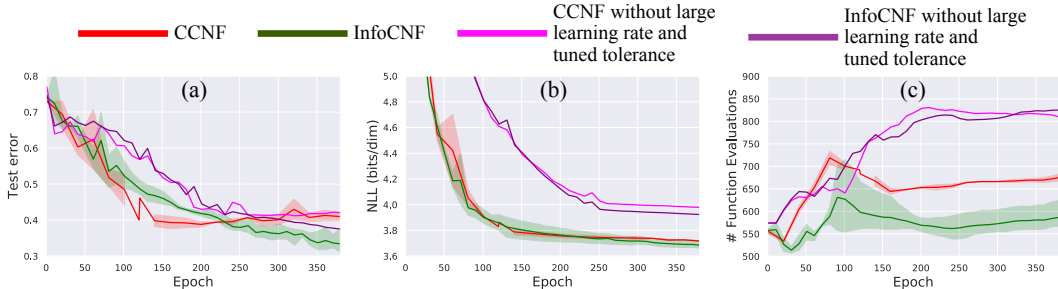 CCNF
InfoCNF
CCNF without large
learning rate and
tuned tolerance
InfoCNF without large
learning rate and
tuned tolerance
(a)
Test error
0.8
0.7
0.6
0.5
0.4
0.3
0 50 100 150 200 250 300 350
Epoch
(b)
NLL (bits/dim)
5.0
4.8
4.6
4.4
4.2
4.0
3.8
3.6
0 50 100 150 200 250 300 350
Epoch
(c)
# Function Evaluations
900
850
800
750
700
650
600
550
500
0 50 100 150 200 250 300 350
Epoch